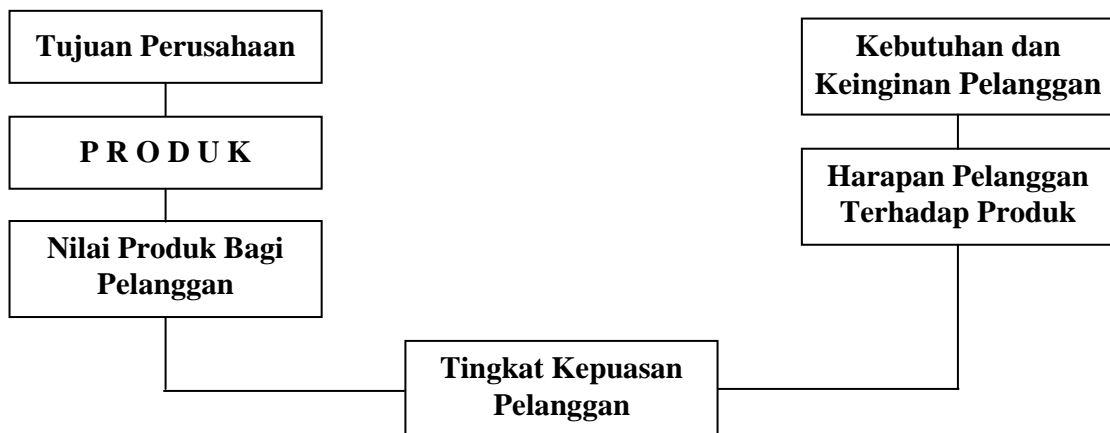 Tujuan Perusahaan
P R O D U K
Nilai Produk Bagi
Pelanggan
Kebutuhan dan
Keinginan Pelanggan
Harapan Pelanggan
Terhadap Produk
Tingkat Kepuasan
Pelanggan